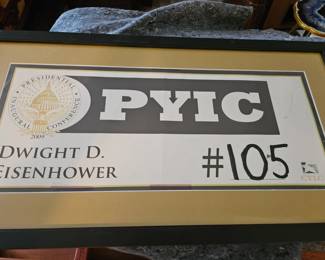 PRESIDENTIAL
INAUGURAL CONFERENCE
2009
PYIC
DWIGHT D.
EISENHOWER
#105